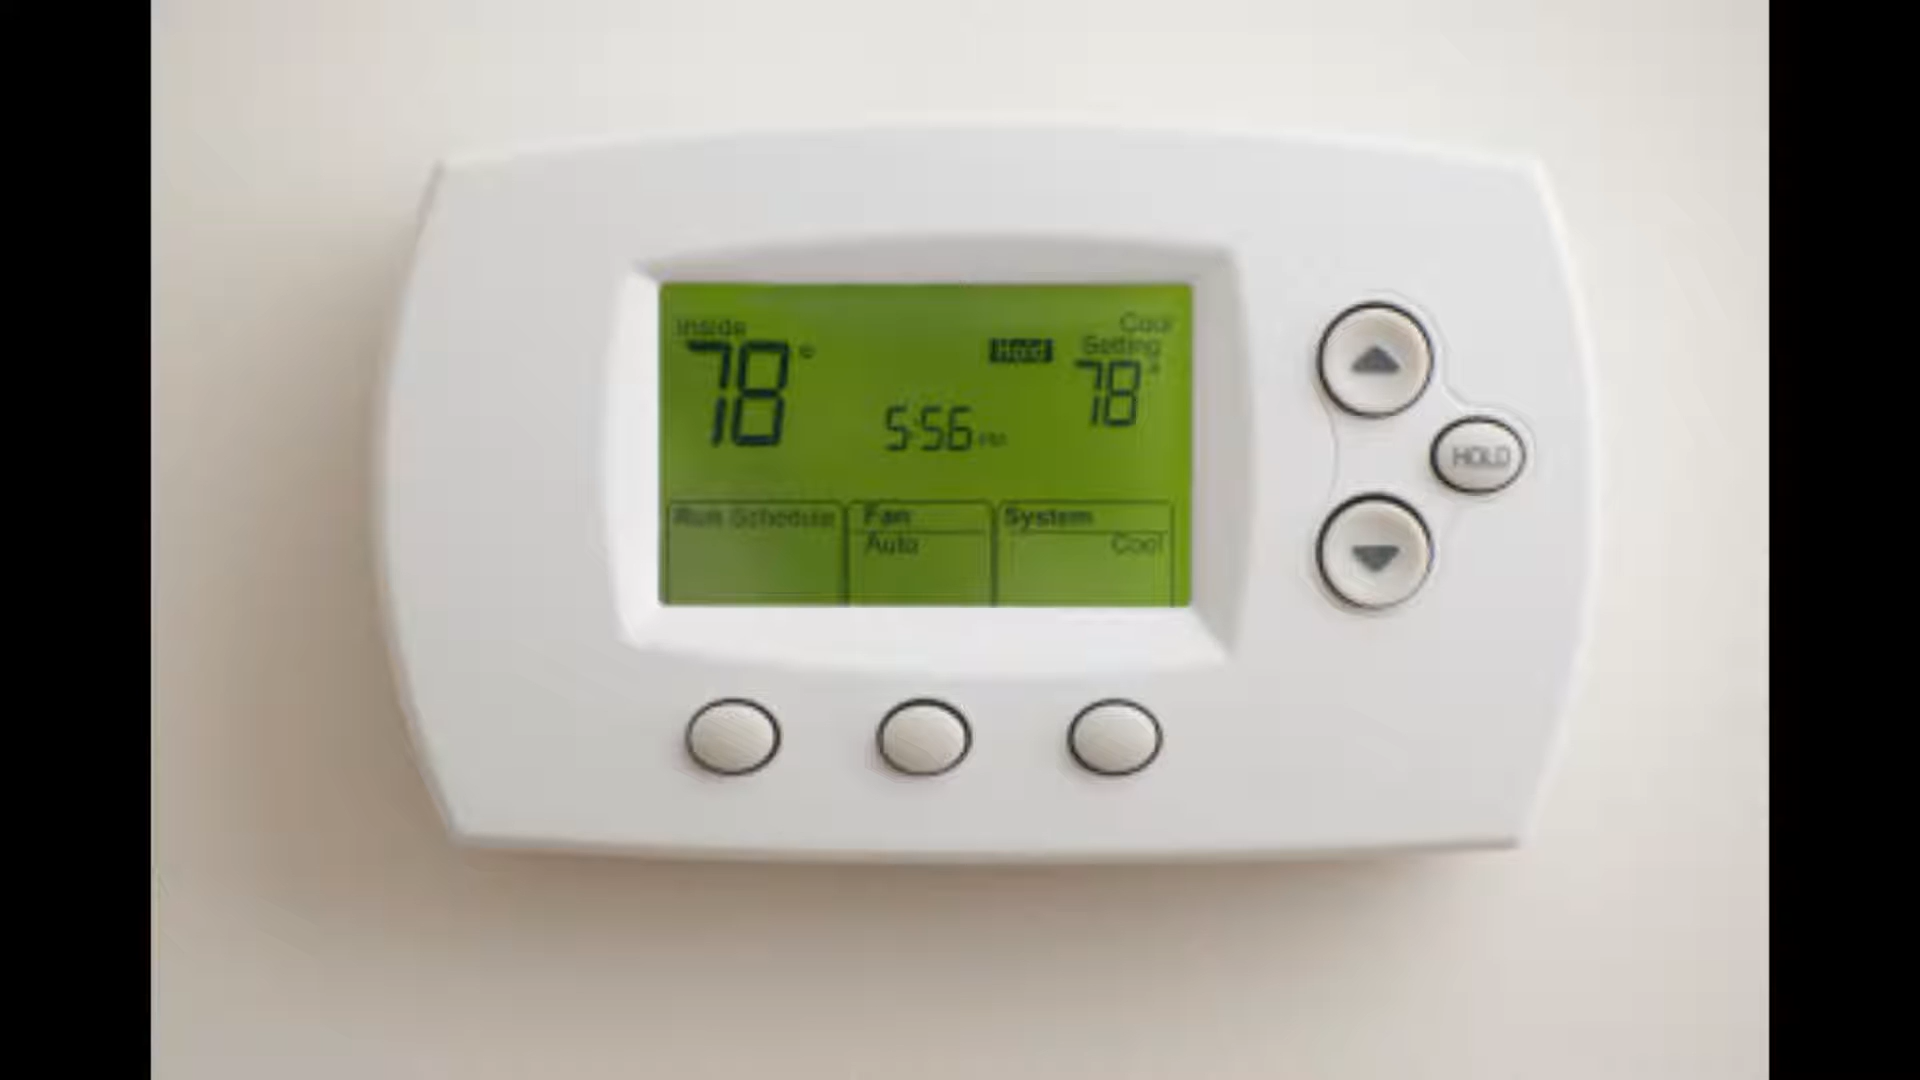 Inside
Cool
Hold
Setting
78°
78°
5:56 PM
HOLD
Run Schedule
Fan
System
Auto
Cool